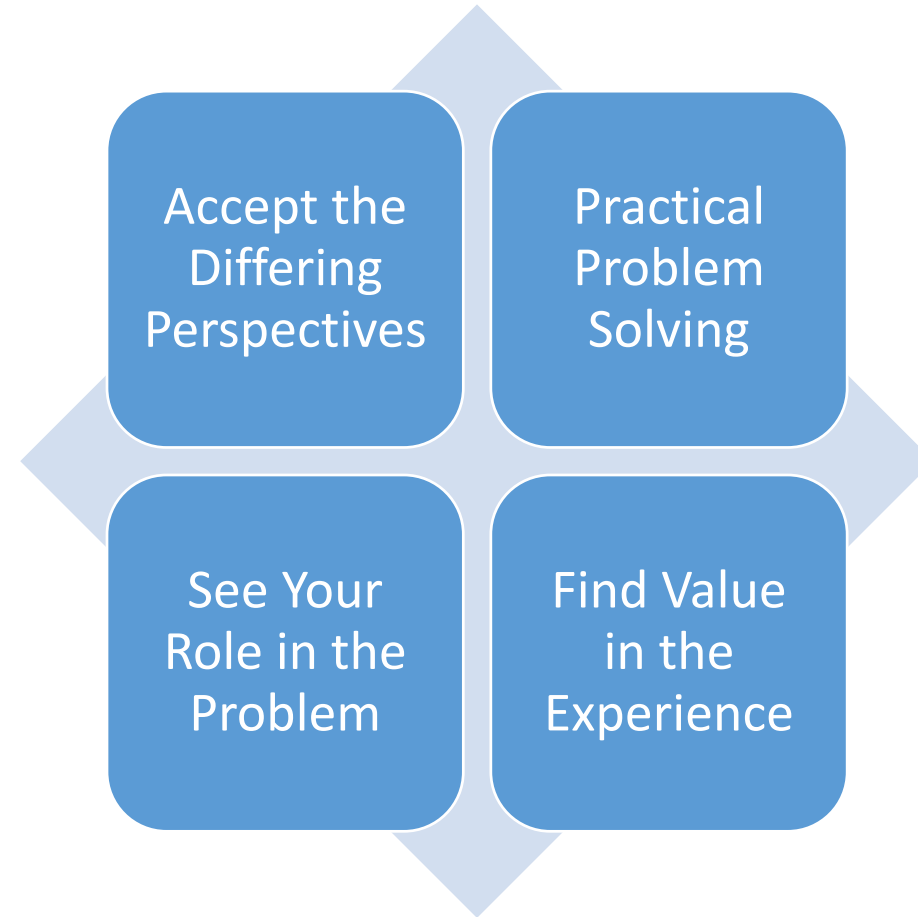 Accept the
Differing
Perspectives
Practical
Problem
Solving
See Your
Role in the
Problem
Find Value
in the
Experience